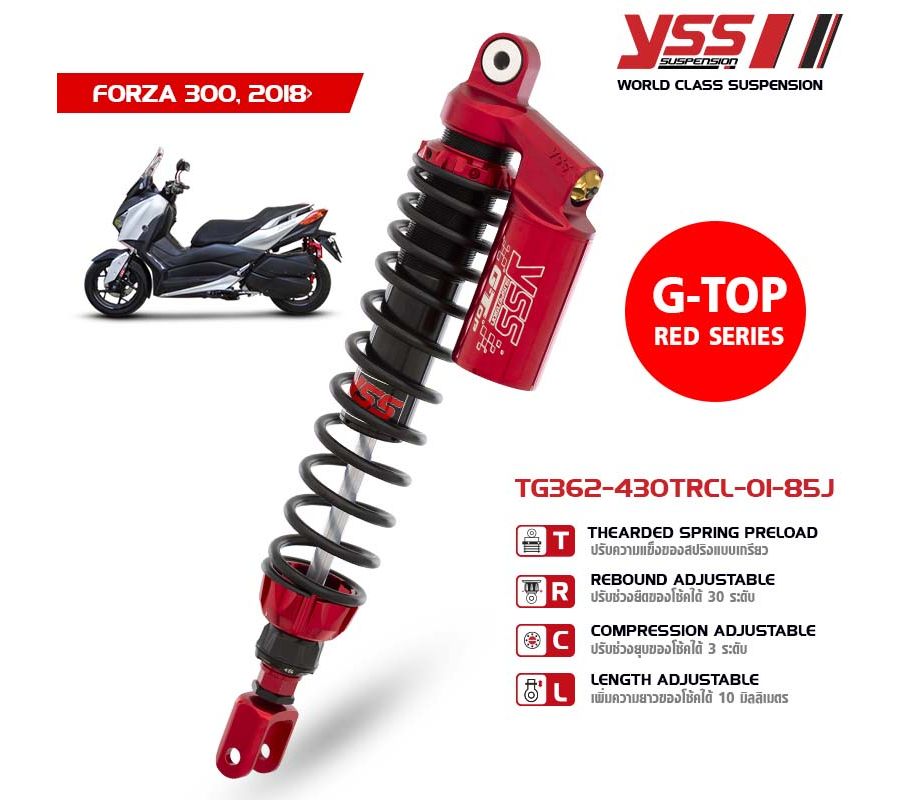 YSS
SUSPENSION
WORLD CLASS SUSPENSION
FORZA 300, 2018>
YSS
YSS
SUSPENSION
G-TOP
YSS
G-TOP
RED SERIES
TG362-430TRCL-01-85J
T THEARDED SPRING PRELOAD
ปรับความแข็งของสปริงแบบเกรียว
R REBOUND ADJUSTABLE
ปรับช่วงยืดของโช้คได้ 30 ระดับ
C COMPRESSION ADJUSTABLE
ปรับช่วงยุบของโช้คได้ 3 ระดับ
L LENGTH ADJUSTABLE
เพิ่มความยาวของโช้คได้ 10 มิลลิเมตร